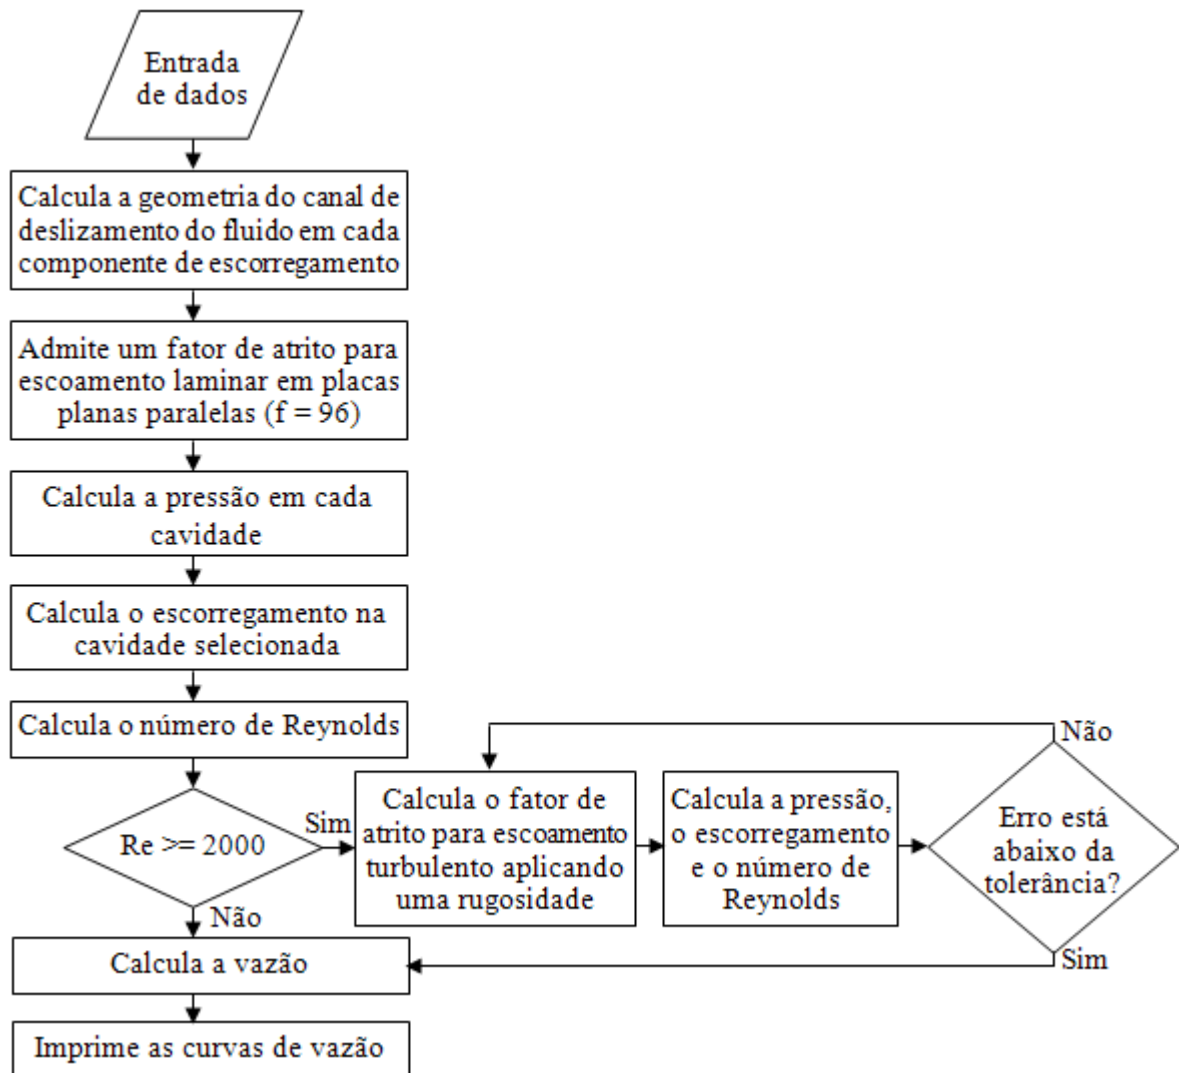 Entrada
de dados
Calcula a geometria do canal de
deslizamento do fluido em cada
componente de escorregamento
Admite um fator de atrito para
escoamento laminar em placas
planas paralelas (f = 96)
Calcula a pressão em cada
cavidade
Calcula o escorregamento na
cavidade selecionada
Calcula o número de Reynolds
Re >= 2000
Sim
Não
Calcula o fator de
atrito para escoamento
turbulento aplicando
uma rugosidade
Calcula a pressão,
o escorregamento
e o número de
Reynolds
Erro está
abaixo da
tolerância?
Não
Sim
Calcula a vazão
Imprime as curvas de vazão